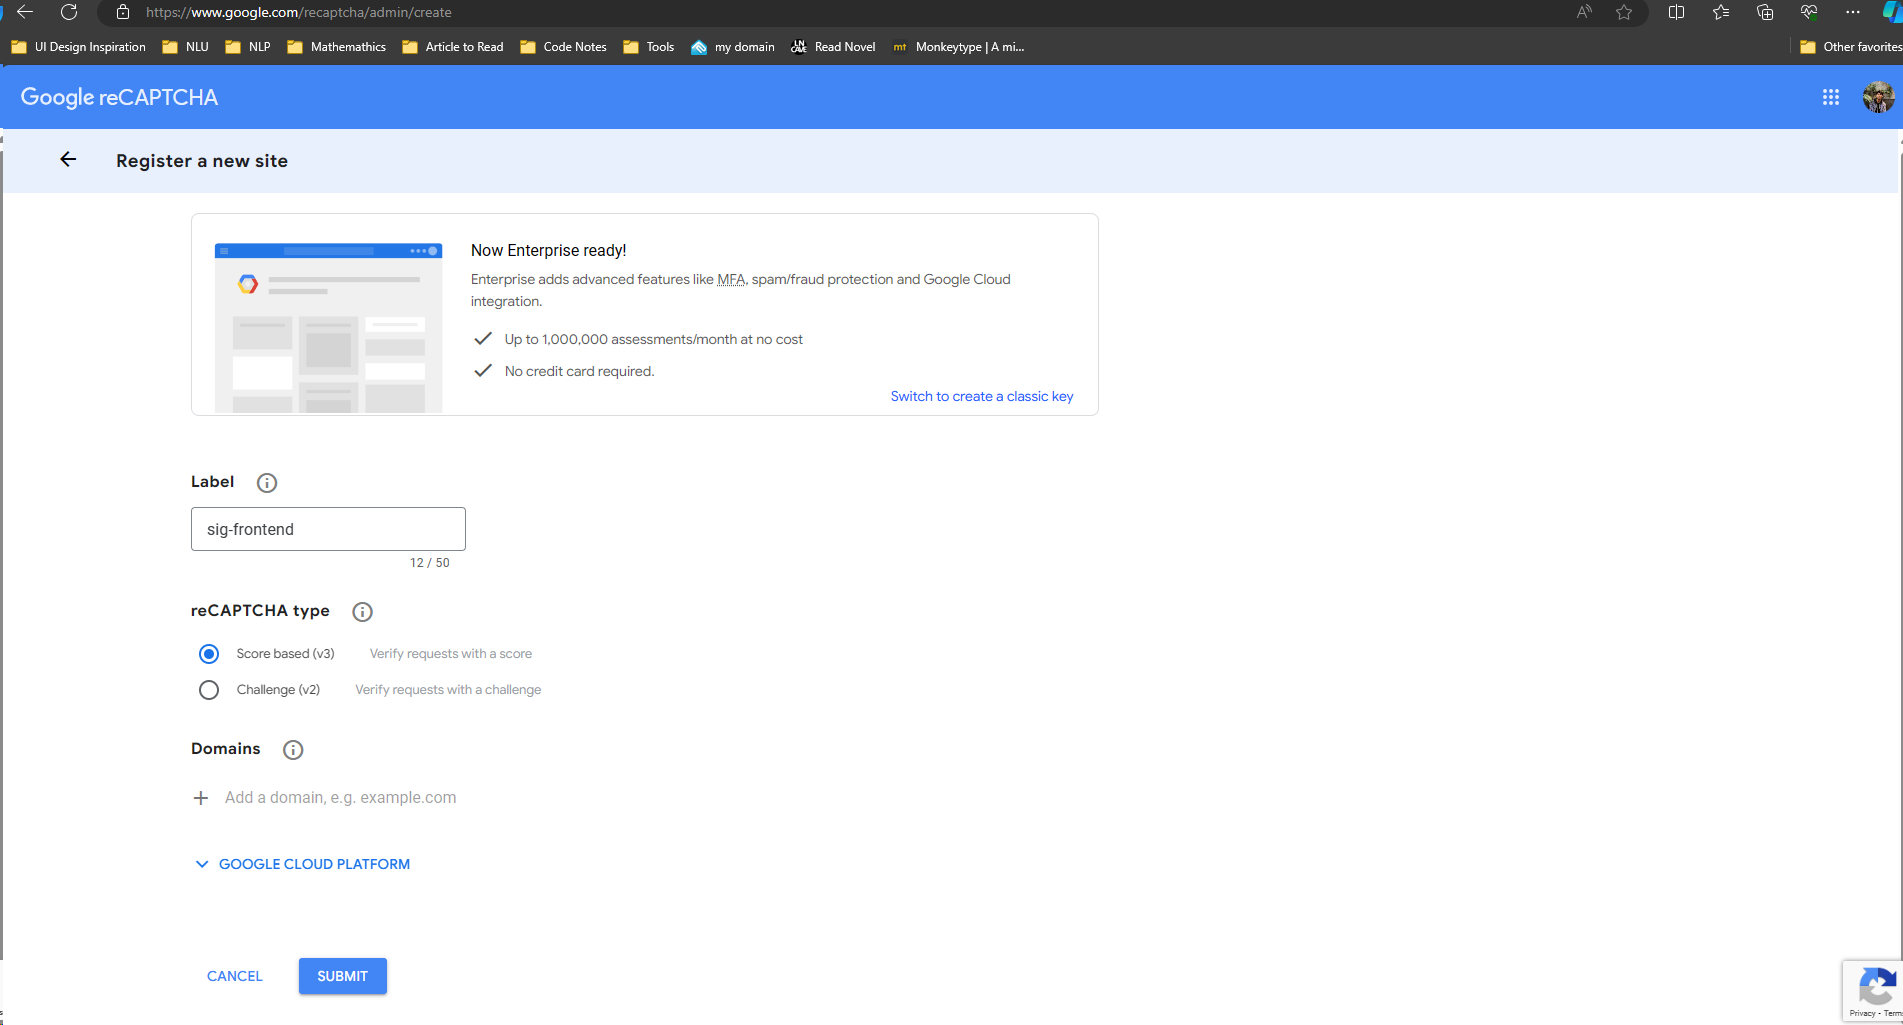 https://www.google.com/recaptcha/admin/create
UI Design Inspiration NLU NLP Mathemathics Article to Read Code Notes Tools my domain Read Novel mt Monkeytype | A mi... Other favorites
Google reCAPTCHA
Register a new site
Now Enterprise ready!
Enterprise adds advanced features like MFA, spam/fraud protection and Google Cloud
integration.
Up to 1,000,000 assessments/month at no cost
No credit card required.
Switch to create a classic key
Label
sig-frontend
12 / 50
reCAPTCHA type
Score based (v3) Verify requests with a score
Challenge (v2) Verify requests with a challenge
Domains
Add a domain, e.g. example.com
GOOGLE CLOUD PLATFORM
CANCEL SUBMIT
Privacy - Term